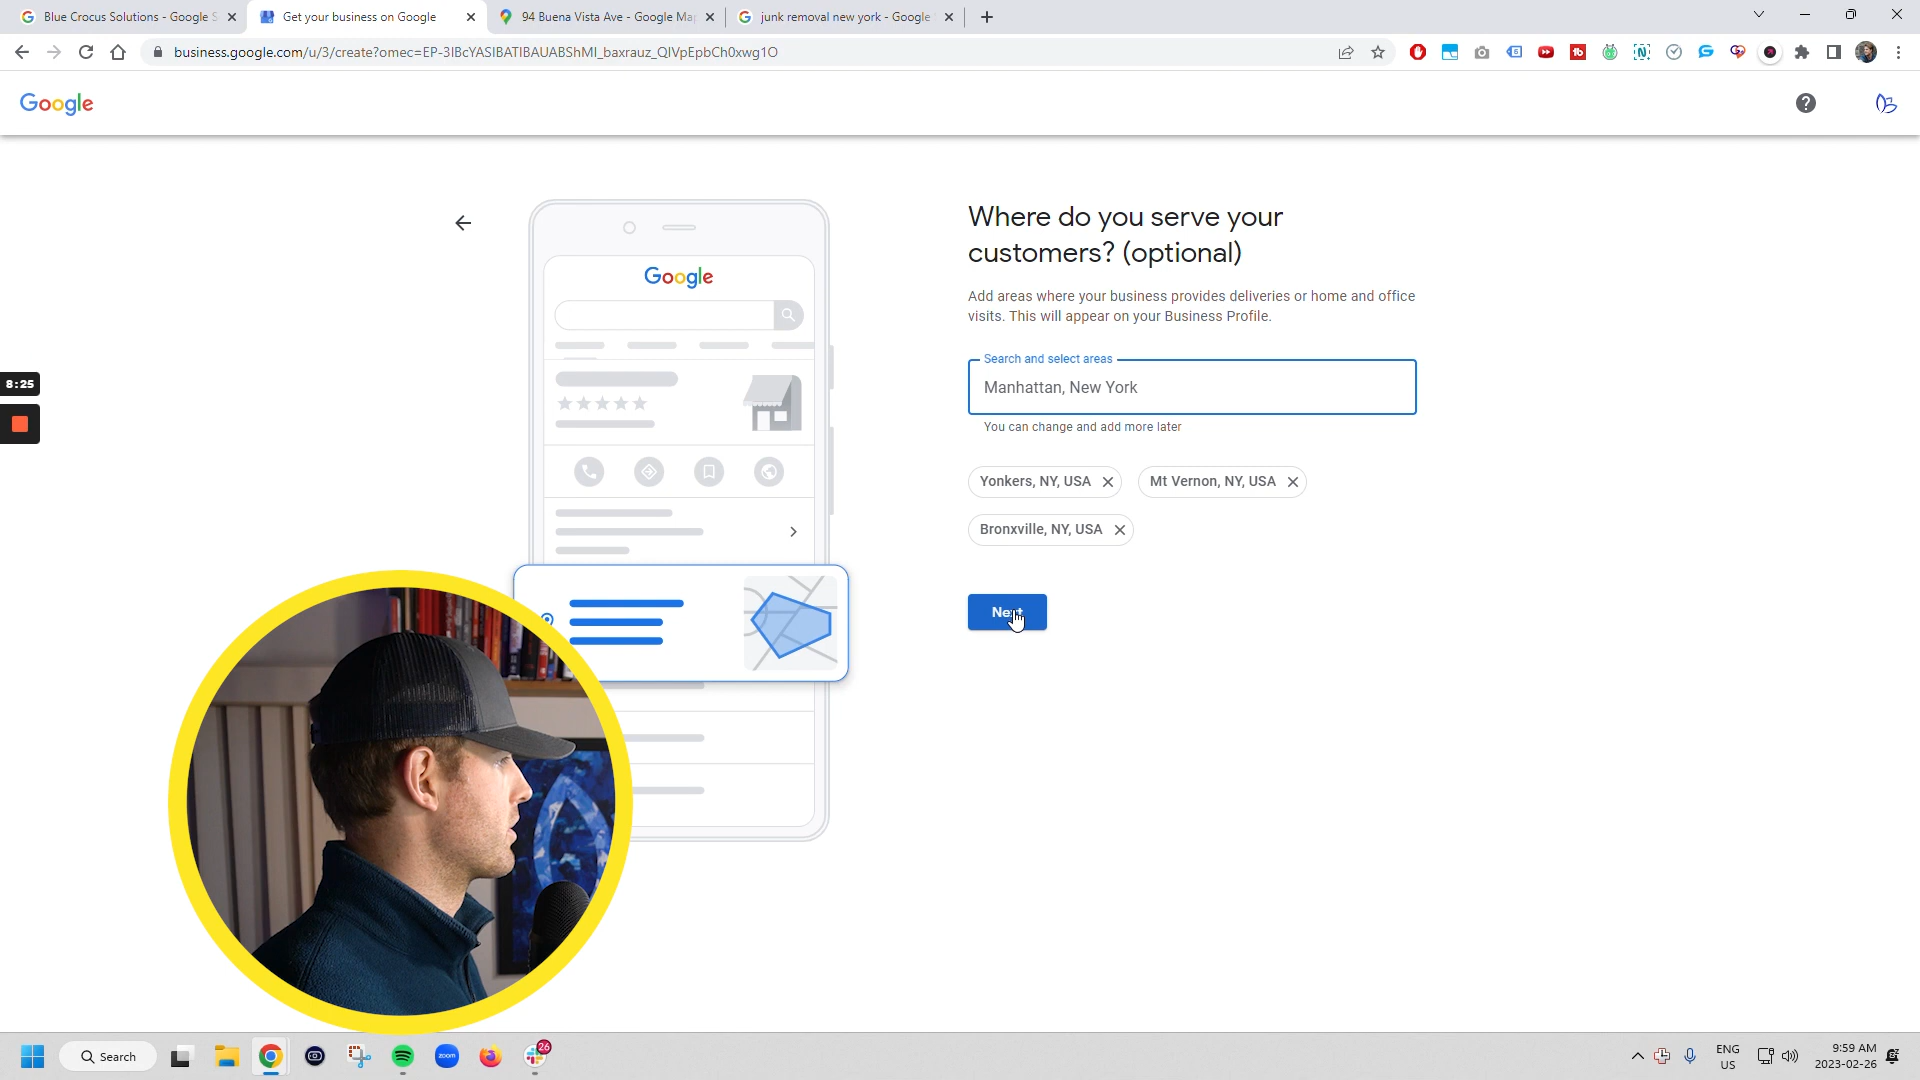 Blue Crocus Solutions - Google S
Get your business on Google
94 Buena Vista Ave - Google Ma
junk removal new york - Google
business.google.com/u/3/create?omec=EP-3IBcYASIBATIBAUABShMI_baxrauz_QIVpEpbCh0xwg1O
Google
Where do you serve your
customers? (optional)
Add areas where your business provides deliveries or home and office
visits. This will appear on your Business Profile.
Search and select areas
Manhattan, New York
You can change and add more later
Yonkers, NY, USA
Mt Vernon, NY, USA
Bronxville, NY, USA
Next
Google
8:25
Search
zoom
26
ENG
US
9:59 AM
2023-02-26